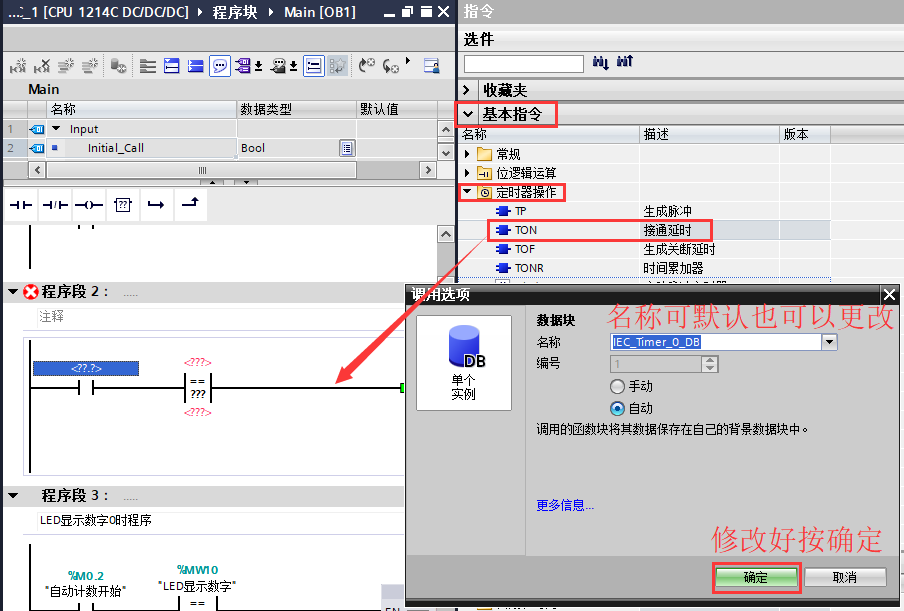 ..._1 [CPU 1214C DC/DC/DC] 程序块 Main [OB1]
Main
名称 数据类型 默认值
1 Input
2 Initial_Call Bool
??
程序段 2： .....
注释
<??.?>
<???>
==
???
<???>
程序段 3： .....
LED显示数字0时程序
%M0.2
"自动计数开始"
%MW10
"LED显示数字"
==
EN
指令
选件
收藏夹
基本指令
名称 描述 版本
常规
位逻辑运算
定时器操作
TP 生成脉冲
TON 接通延时
TOF 生成关断延时
TONR 时间累加器
调用选项
DB
单个
实例
数据块
名称可默认也可以更改
名称 IEC_Timer_0_DB
编号 1
手动
自动
调用的函数块将其数据保存在自己的背景数据块中。
更多信息...
修改好按确定
确定 取消